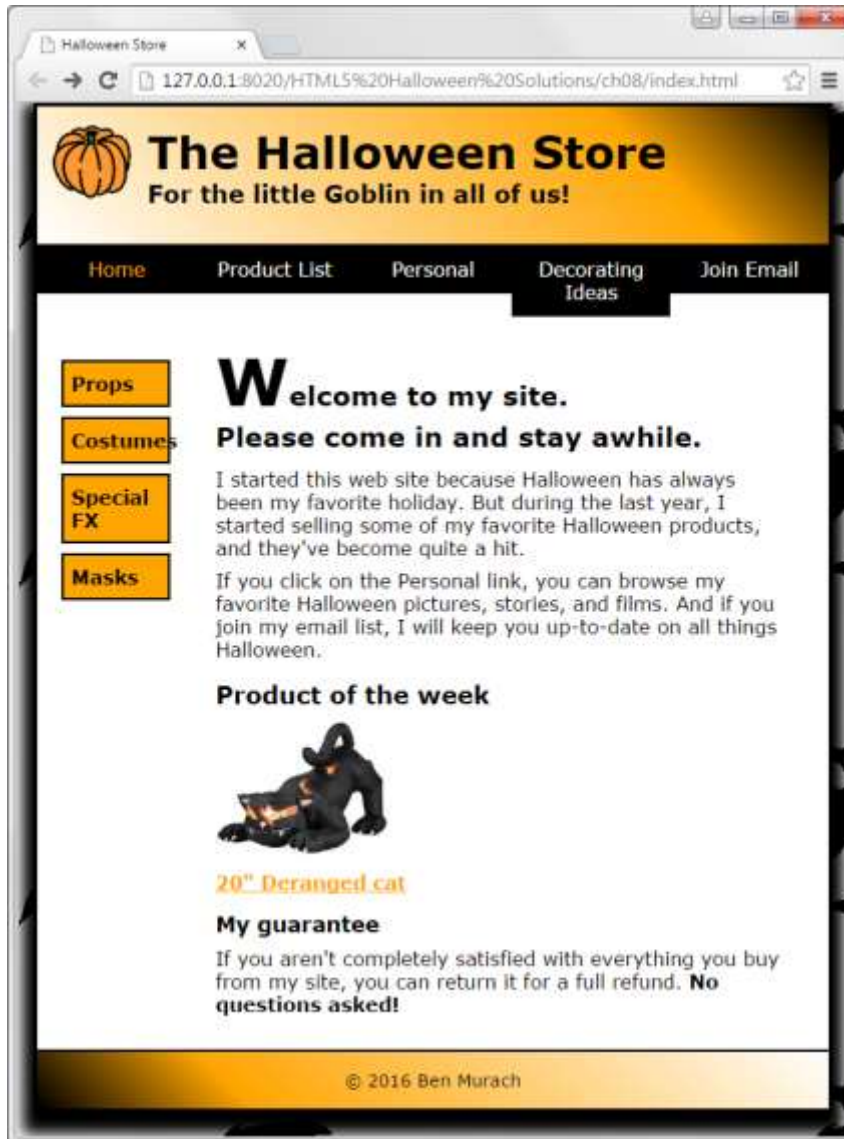 Halloween Store
127.0.0.1:8020/HTML5%20Halloween%20Solutions/ch08/index.html
The Halloween Store
For the little Goblin in all of us!
Home Product List Personal Decorating Ideas Join Email
Props
Costumes
Special
FX
Masks
Welcome to my site.
Please come in and stay awhile.
I started this web site because Halloween has always
been my favorite holiday. But during the last year, I
started selling some of my favorite Halloween products,
and they've become quite a hit.
If you click on the Personal link, you can browse my
favorite Halloween pictures, stories, and films. And if you
join my email list, I will keep you up-to-date on all things
Halloween.
Product of the week
20" Deranged cat
My guarantee
If you aren't completely satisfied with everything you buy
from my site, you can return it for a full refund. No
questions asked!
© 2016 Ben Murach